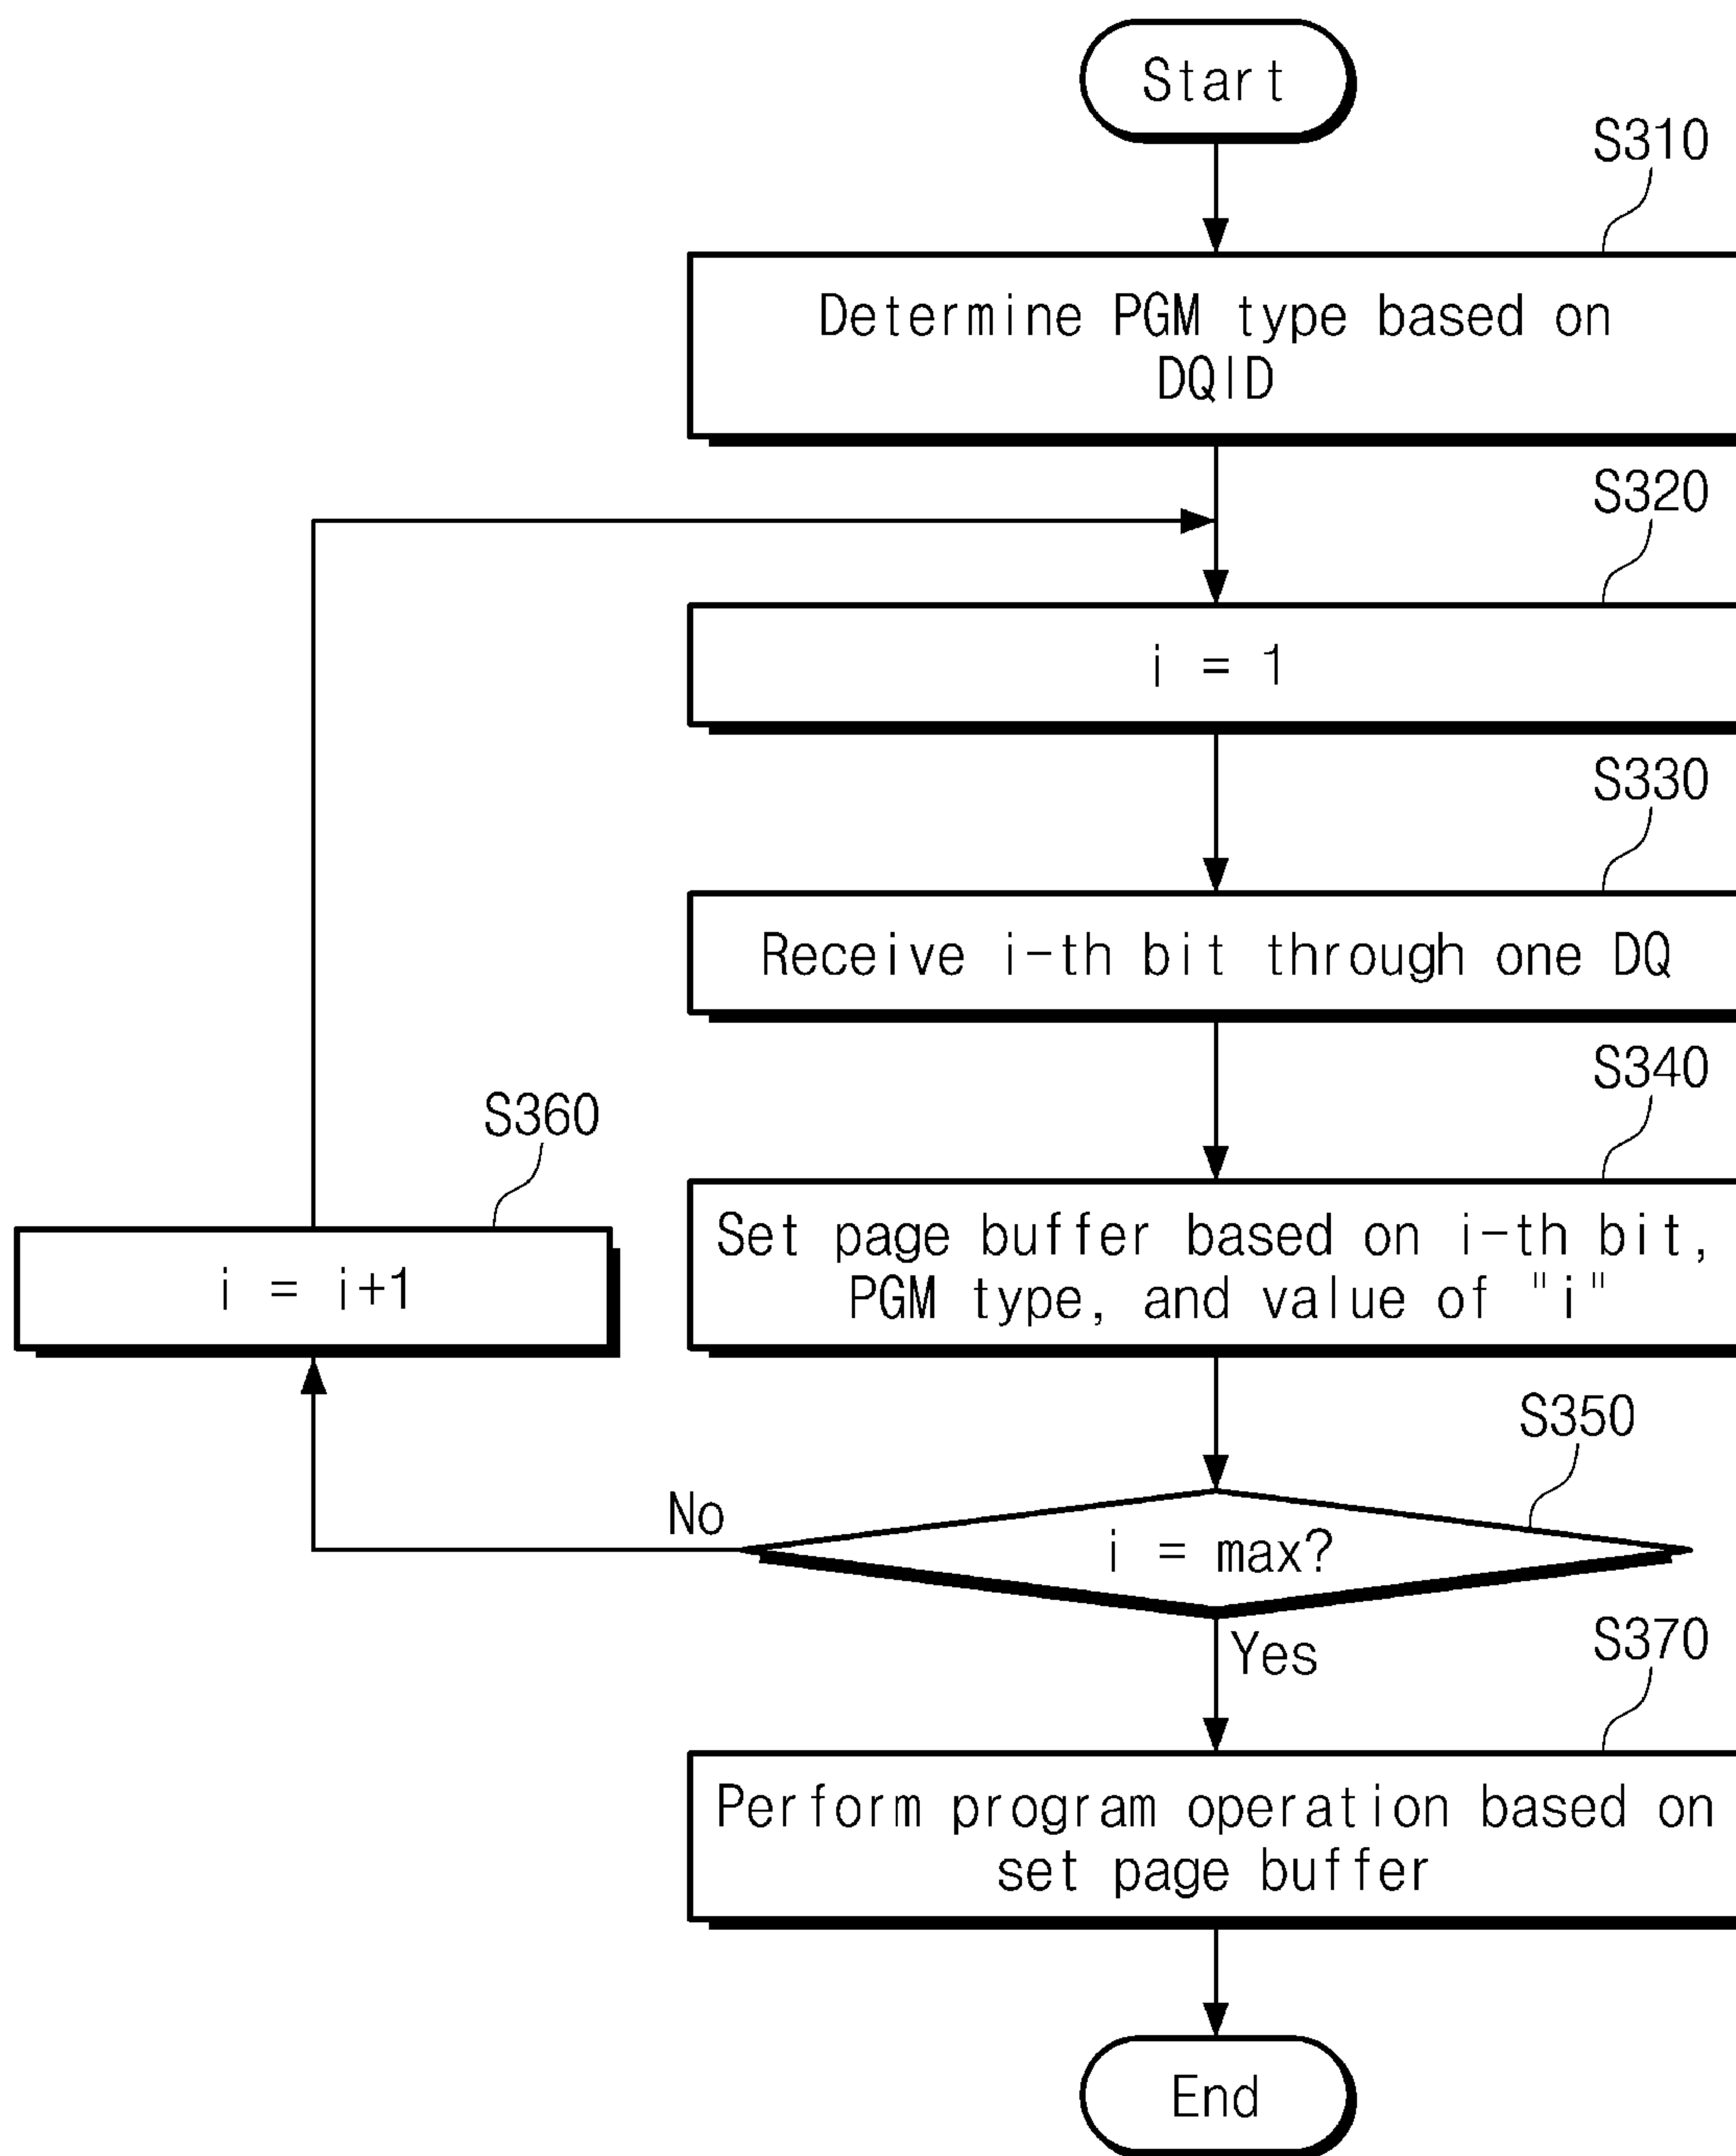 Start
S310
Determine PGM type based on
DQID
S320
i = 1
S330
Receive i-th bit through one DQ
S340
Set page buffer based on i-th bit,
PGM type, and value of "i"
S360
i = i+1
S350
i = max?
No
Yes
S370
Perform program operation based on
set page buffer
End